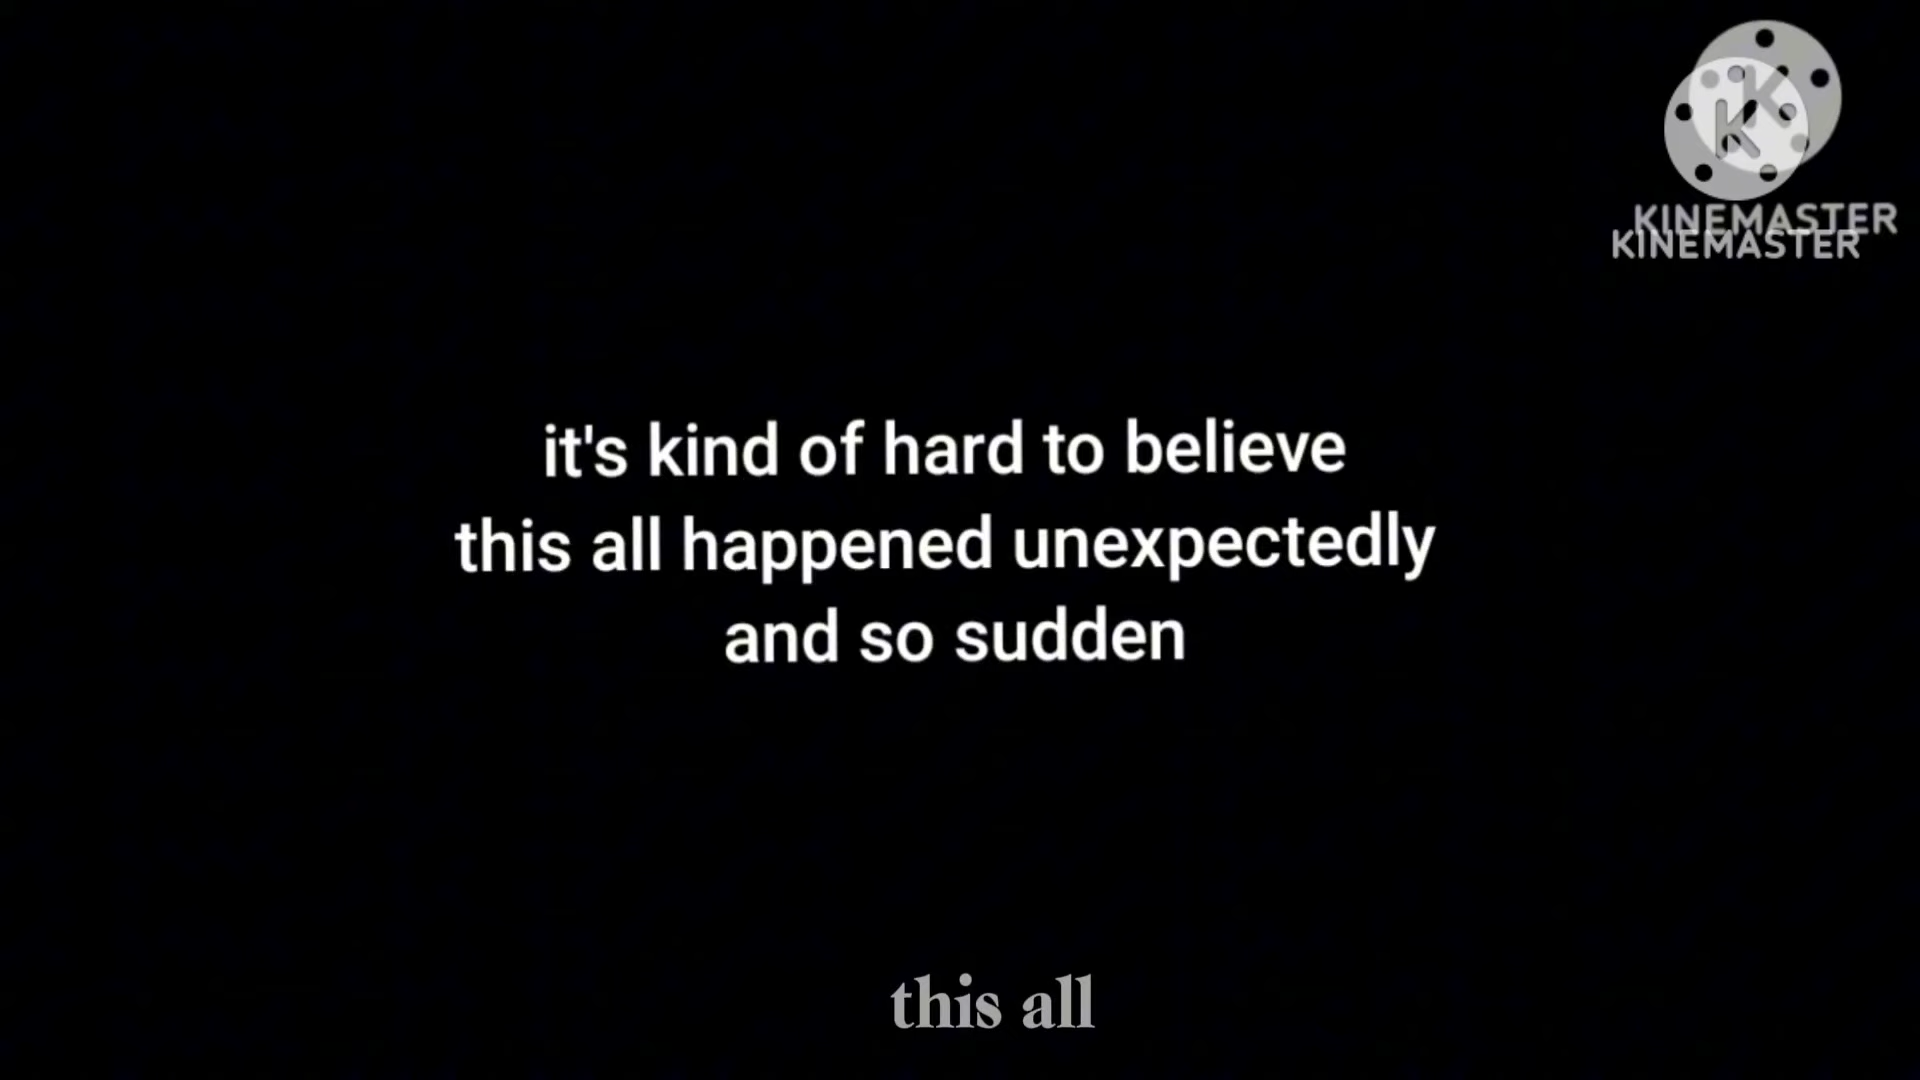 K
K
KINEMASTER
KINEMASTER
it's kind of hard to believe
this all happened unexpectedly
and so sudden
this all